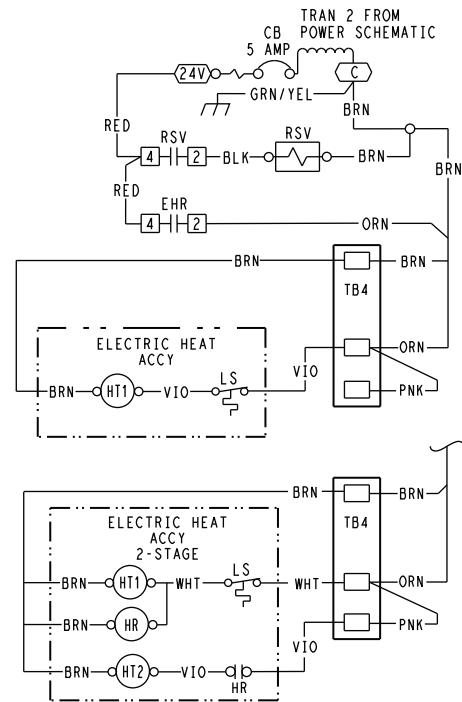 TRAN 2 FROM
POWER SCHEMATIC
CB
5 AMP
24V
C
GRN/YEL
BRN
RED
RSV
4
2
BLK
RSV
BRN
BRN
RED
EHR
4
2
ORN
BRN
BRN
TB4
ELECTRIC HEAT
ACCY
ORN
VIO
LS
BRN
HT1
VIO
PNK
BRN
BRN
TB4
ELECTRIC HEAT
ACCY
2-STAGE
LS
BRN
HT1
WHT
WHT
ORN
BRN
HR
PNK
VIO
BRN
HT2
VIO
HR